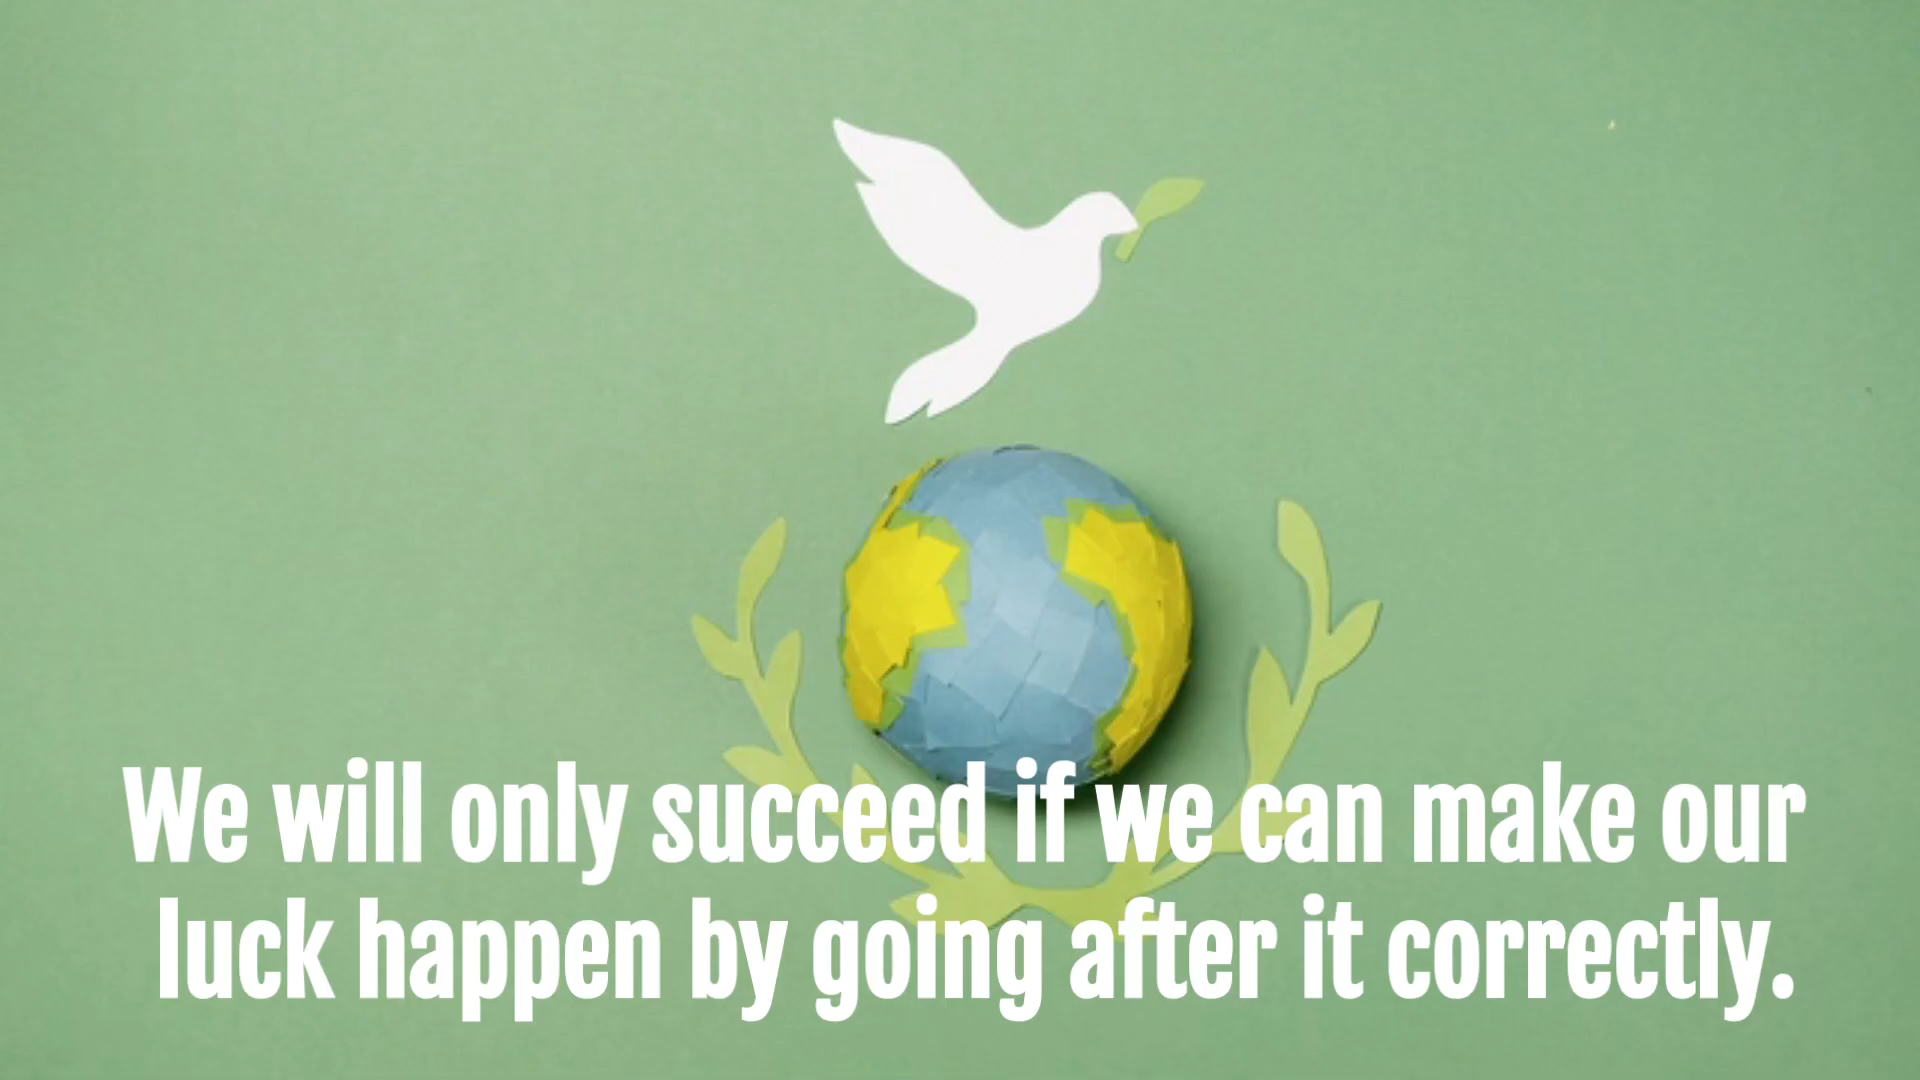 We will only succeed if we can make our
luck happen by going after it correctly.